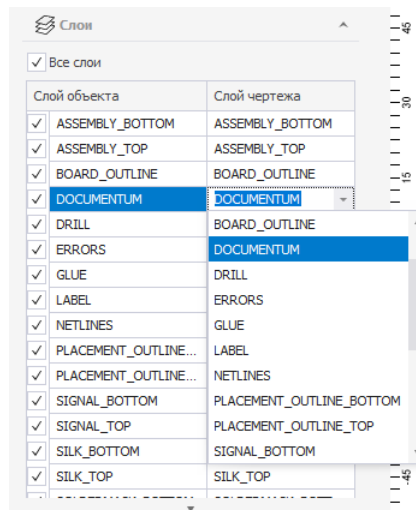 Слои
45
Все слои
Слой объекта Слой чертежа
30
ASSEMBLY_BOTTOM ASSEMBLY_BOTTOM
ASSEMBLY_TOP ASSEMBLY_TOP
BOARD_OUTLINE BOARD_OUTLINE
15
DOCUMENTUM DOCUMENTUM
DRILL BOARD_OUTLINE
ERRORS DOCUMENTUM
GLUE DRILL
LABEL ERRORS
NETLINES GLUE
PLACEMENT_OUTLINE... LABEL
PLACEMENT_OUTLINE... NETLINES
SIGNAL_BOTTOM PLACEMENT_OUTLINE_BOTTOM
SIGNAL_TOP PLACEMENT_OUTLINE_TOP
SILK_BOTTOM SIGNAL_BOTTOM
SILK_TOP SILK_TOP
-45